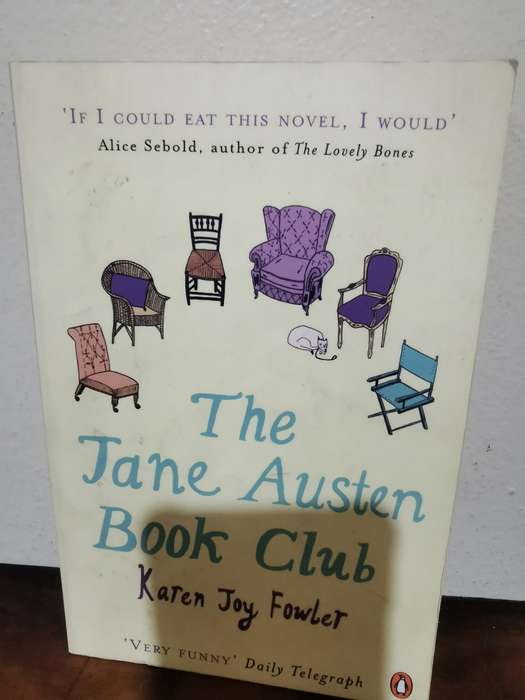 'IF I COULD EAT THIS NOVEL, I WOULD'
Alice Sebold, author of The Lovely Bones
The
Jane Austen
Book Club
Karen Joy Fowler
'VERY FUNNY' Daily Telegraph